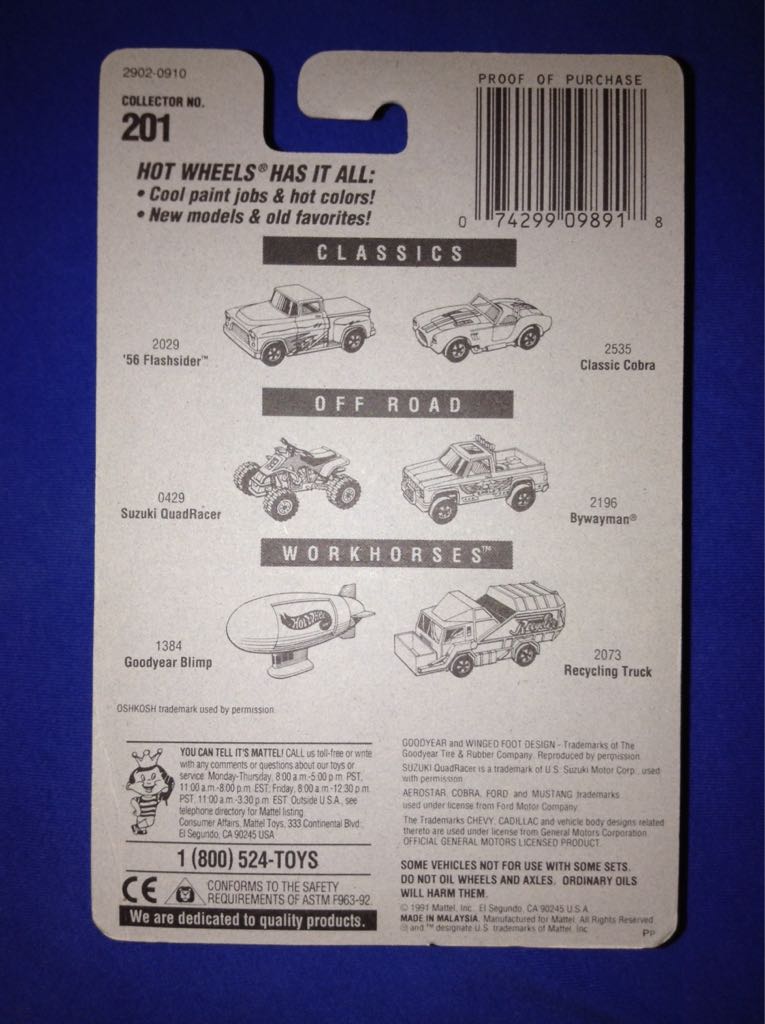 2902-0910
COLLECTOR NO.
201
PROOF OF PURCHASE
0 74299 09891 8
HOT WHEELS® HAS IT ALL:
• Cool paint jobs & hot colors!
• New models & old favorites!
CLASSICS
2029
'56 Flashsider™
2535
Classic Cobra
OFF ROAD
0429
Suzuki QuadRacer
2196
Bywayman®
WORKHORSES™
Hot Wheels
1384
Goodyear Blimp
Recycler
2073
Recycling Truck
OSHKOSH trademark used by permission.
YOU CAN TELL IT'S MATTEL! CALL us toll-free or write
with any comments or questions about our toys or
service. Monday-Thursday, 8:00 a.m.-5:00 p.m. PST,
11:00 a.m.-8:00 p.m. EST; Friday, 8:00 a.m.-12:30 p.m.
PST, 11:00 a.m.-3:30 p.m. EST. Outside U.S.A., see
telephone directory for Mattel listing.
Consumer Affairs, Mattel Toys, 333 Continental Blvd.,
El Segundo, CA 90245 USA
1 (800) 524-TOYS
CE
CONFORMS TO THE SAFETY
REQUIREMENTS OF ASTM F963-92.
We are dedicated to quality products.
GOODYEAR and WINGED FOOT DESIGN - Trademarks of The
Goodyear Tire & Rubber Company. Reproduced by permission.
SUZUKI QuadRacer is a trademark of U.S. Suzuki Motor Corp., used
with permission.
AEROSTAR, COBRA, FORD and MUSTANG trademarks
used under license from Ford Motor Company.
The Trademarks CHEVY, CADILLAC and vehicle body designs related
thereto are used under license from General Motors Corporation.
OFFICIAL GENERAL MOTORS LICENSED PRODUCT.
SOME VEHICLES NOT FOR USE WITH SOME SETS.
DO NOT OIL WHEELS AND AXLES. ORDINARY OILS
WILL HARM THEM.
© 1991 Mattel, Inc., El Segundo, CA 90245 U.S.A.
MADE IN MALAYSIA. Manufactured for Mattel. All Rights Reserved.
® and ™ designate U.S. trademarks of Mattel, Inc.
PP